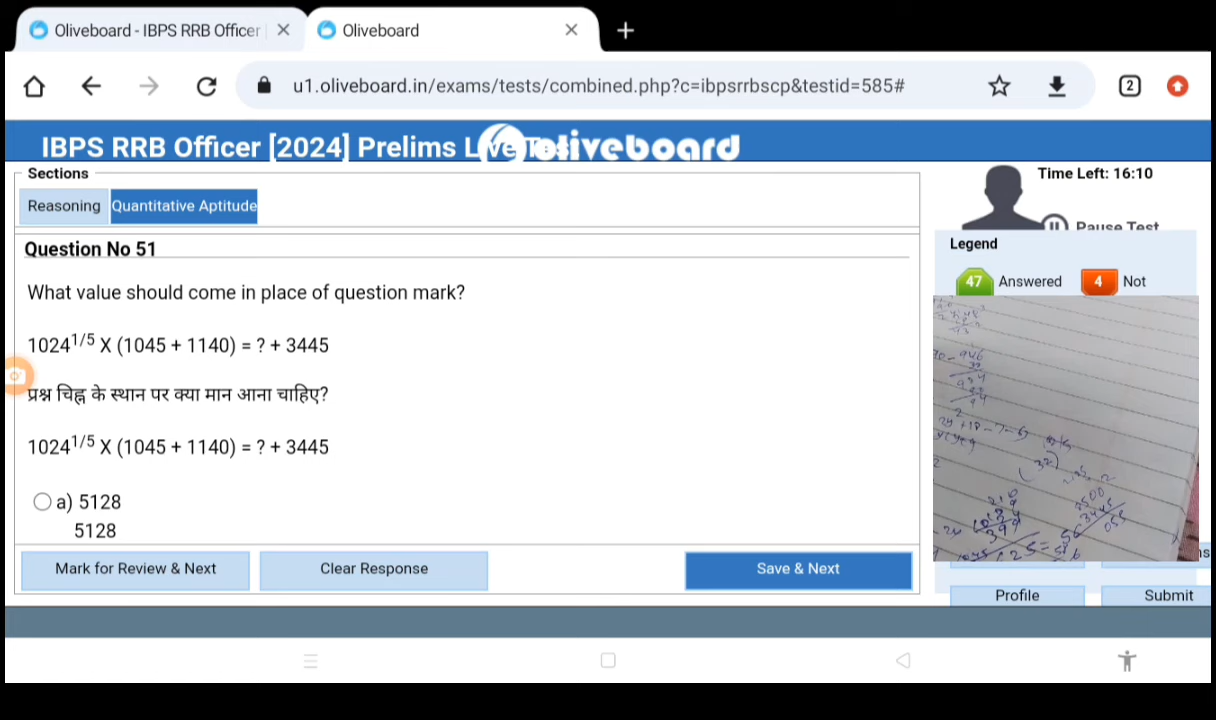 Oliveboard - IBPS RRB Officer
Oliveboard
u1.oliveboard.in/exams/tests/combined.php?c=ibpsrrbscp&testid=585#
2
IBPS RRB Officer [2024] Prelims Live Test
oliveboard
Sections
Time Left: 16:10
Reasoning
Quantitative Aptitude
Pause Test
Question No 51
Legend
47 Answered
4 Not
What value should come in place of question mark?
1024^1/5 X (1045 + 1140) = ? + 3445
प्रश्न चिह्न के स्थान पर क्या मान आना चाहिए?
1024^1/5 X (1045 + 1140) = ? + 3445
a) 5128
5128
Mark for Review & Next
Clear Response
Save & Next
Profile
Submit